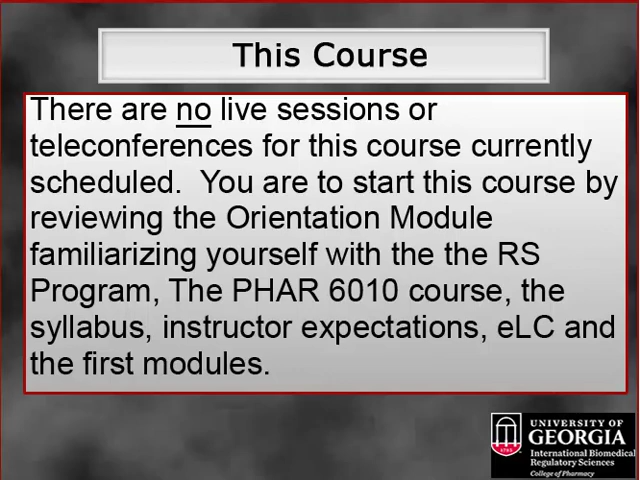 This Course
There are no live sessions or
teleconferences for this course currently
scheduled.  You are to start this course by
reviewing the Orientation Module
familiarizing yourself with the the RS
Program, The PHAR 6010 course, the
syllabus, instructor expectations, eLC and
the first modules.
UNIVERSITY OF
GEORGIA
International Biomedical
Regulatory Sciences
College of Pharmacy